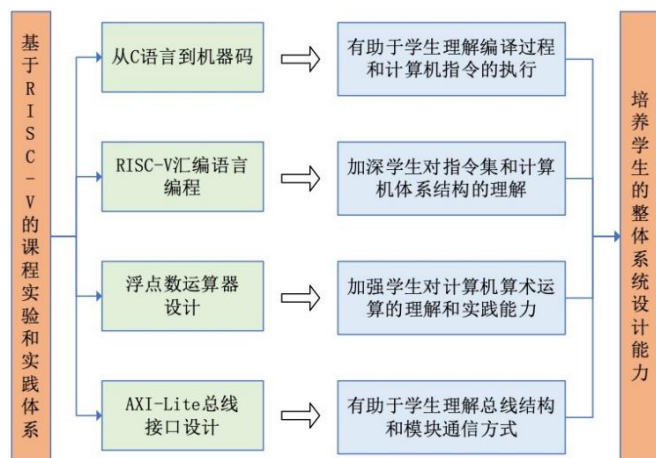 基于RISC-V的课程实验和实践体系
从C语言到机器码
有助于学生理解编译过程
和计算机指令的执行
RISC-V汇编语言
编程
加深学生对指令集和计算
机体系结构的理解
浮点数运算器
设计
加强学生对计算机算术运
算的理解和实践能力
AXI-Lite总线
接口设计
有助于学生理解总线结构
和模块通信方式
培养学生的整体系统设计能力